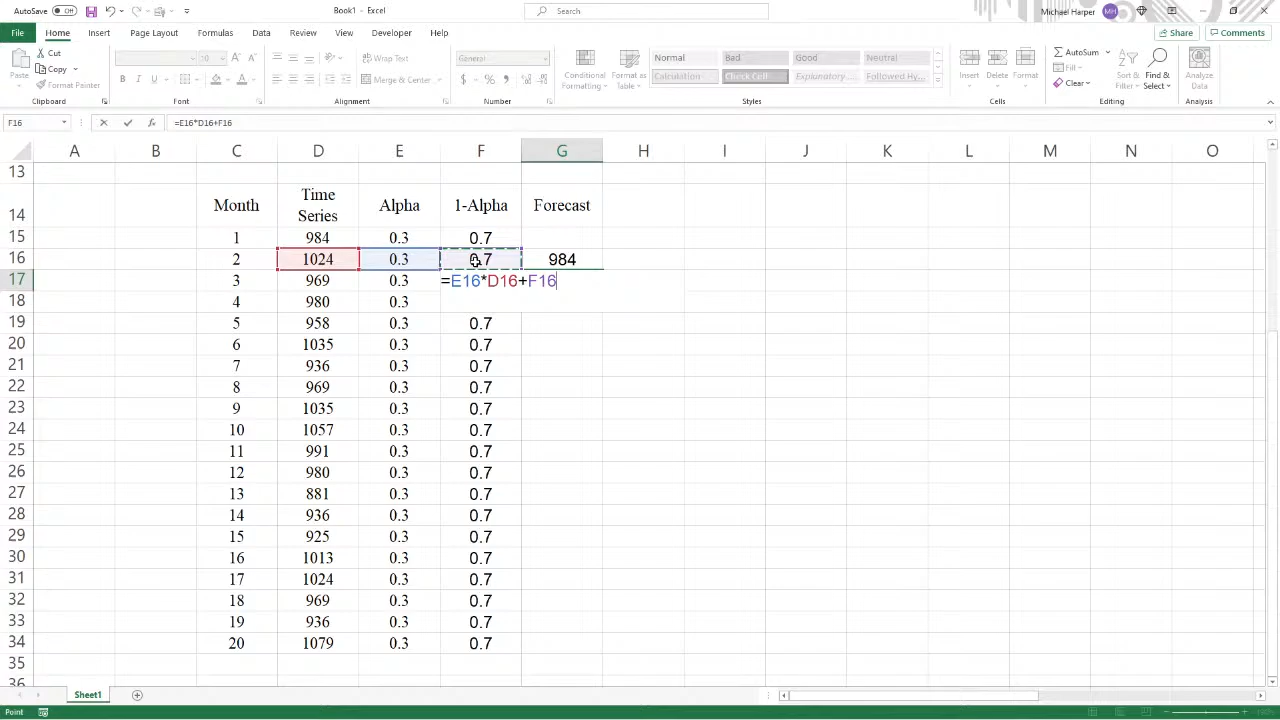 AutoSave Off Book1 - Excel Search Michael Harper MH
File Home Insert Page Layout Formulas Data Review View Developer Help Share Comments
Paste Cut Copy Format Painter
Wrap Text Merge & Center
General $ % ,
Conditional Formatting Format as Table
Normal Bad Good Neutral
Calculation Check Cell Explanatory ... Followed Hy...
Insert Delete Format
AutoSum Fill Clear Sort & Filter Find & Select Analyze Data
Clipboard Font Alignment Number Styles Cells Editing Analysis
F16 fx =E16*D16+F16
A B C D E F G H I J K L M N O
13
14 Month Time Series Alpha 1-Alpha Forecast
15 1 984 0.3 0.7
16 2 1024 0.3 0.7 984
17 3 969 0.3 =E16*D16+F16
18 4 980 0.3
19 5 958 0.3 0.7
20 6 1035 0.3 0.7
21 7 936 0.3 0.7
22 8 969 0.3 0.7
23 9 1035 0.3 0.7
24 10 1057 0.3 0.7
25 11 991 0.3 0.7
26 12 980 0.3 0.7
27 13 881 0.3 0.7
28 14 936 0.3 0.7
29 15 925 0.3 0.7
30 16 1013 0.3 0.7
31 17 1024 0.3 0.7
32 18 969 0.3 0.7
33 19 936 0.3 0.7
34 20 1079 0.3 0.7
35
36
Sheet1
Point